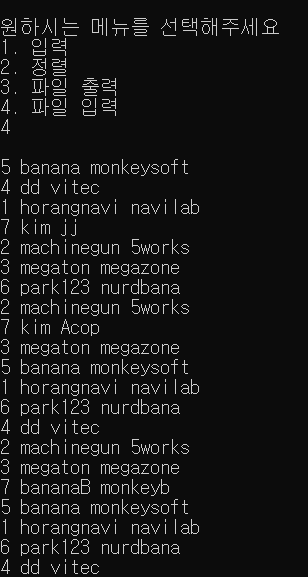 원하시는 메뉴를 선택해주세요
1. 입력
2. 정렬
3. 파일 출력
4. 파일 입력
4
5 banana monkeysoft
4 dd vitec
1 horangnavi navilab
7 kim jj
2 machinegun 5works
3 megaton megazone
6 park123 nurdbana
2 machinegun 5works
7 kim Acop
3 megaton megazone
5 banana monkeysoft
1 horangnavi navilab
6 park123 nurdbana
4 dd vitec
2 machinegun 5works
3 megaton megazone
7 bananaB monkeyb
5 banana monkeysoft
1 horangnavi navilab
6 park123 nurdbana
4 dd vitec